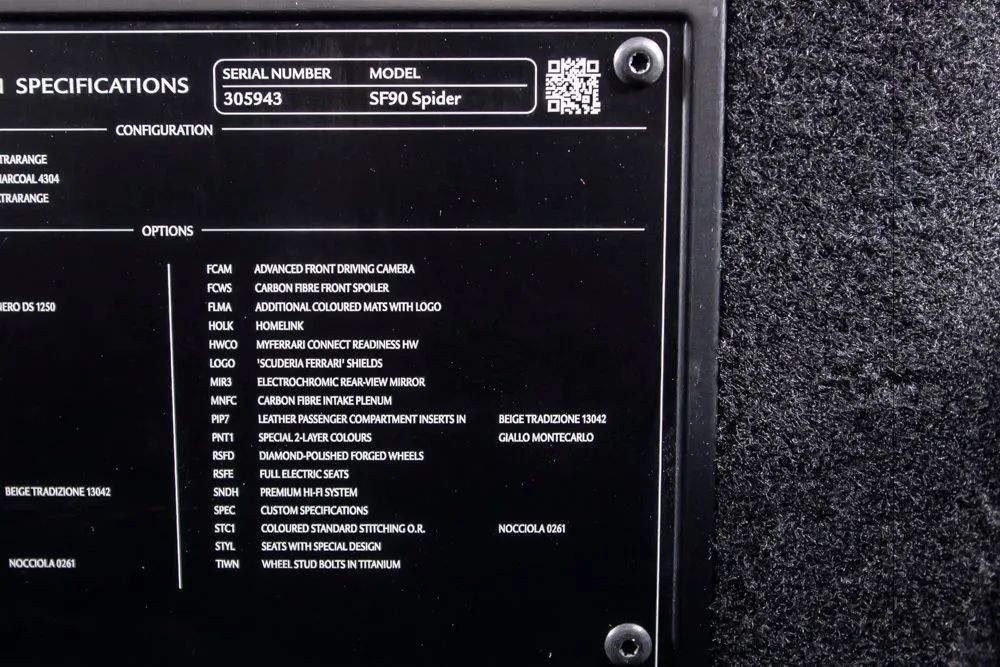 SPECIFICATIONS
SERIAL NUMBER MODEL
305943 SF90 Spider
CONFIGURATION
TRARANGE
ARCOAL 4304
TRARANGE
OPTIONS
FCAM ADVANCED FRONT DRIVING CAMERA
FCWS CARBON FIBRE FRONT SPOILER
NERO DS 1250 FLMA ADDITIONAL COLOURED MATS WITH LOGO
HOLK HOMELINK
HWCO MYFERRARI CONNECT READINESS HW
LOGO 'SCUDERIA FERRARI' SHIELDS
MIR3 ELECTROCHROMIC REAR-VIEW MIRROR
MNFC CARBON FIBRE INTAKE PLENUM
PIP7 LEATHER PASSENGER COMPARTMENT INSERTS IN BEIGE TRADIZIONE 13042
PNT1 SPECIAL 2-LAYER COLOURS GIALLO MONTECARLO
RSFD DIAMOND-POLISHED FORGED WHEELS
RSFE FULL ELECTRIC SEATS
BEIGE TRADIZIONE 13042 SNDH PREMIUM HI-FI SYSTEM
SPEC CUSTOM SPECIFICATIONS
STC1 COLOURED STANDARD STITCHING O.R. NOCCIOLA 0261
STYL SEATS WITH SPECIAL DESIGN
NOCCIOLA 0261 TIWN WHEEL STUD BOLTS IN TITANIUM